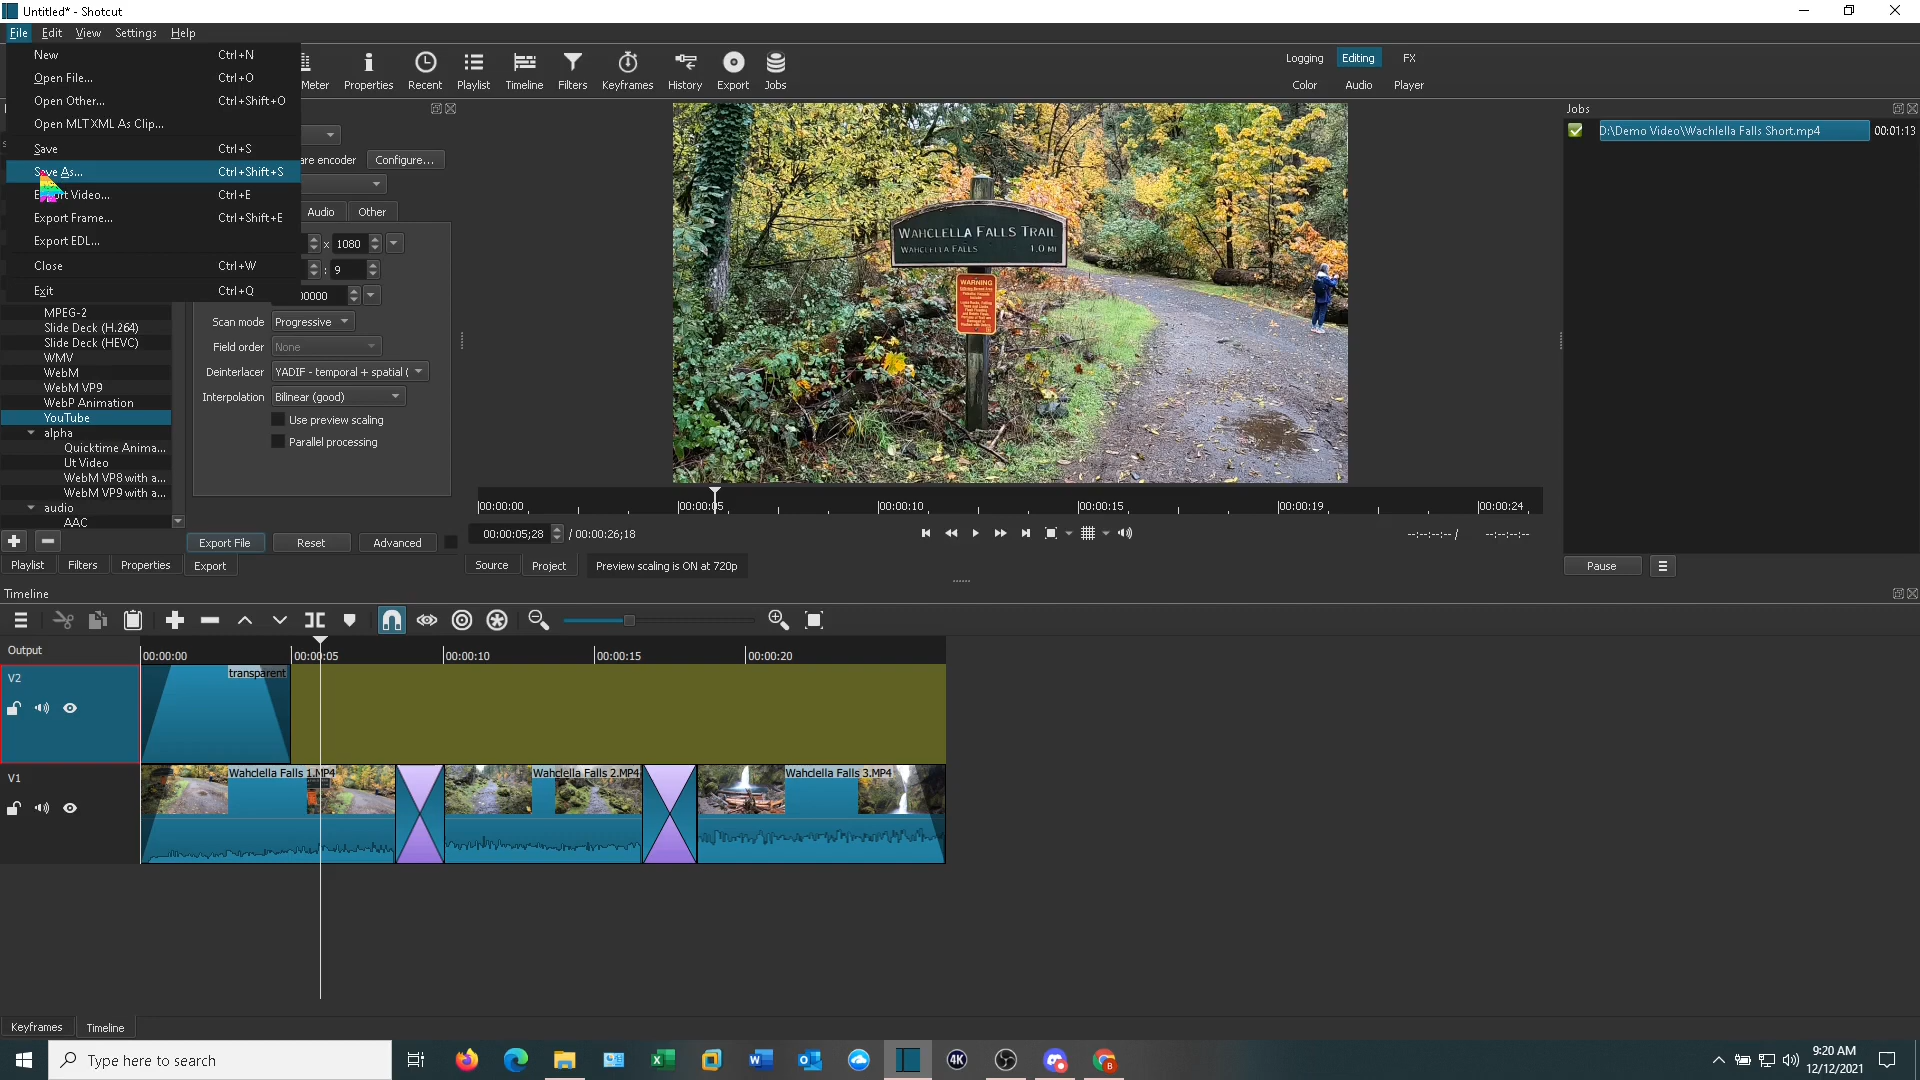 Untitled* - Shotcut
File Edit View Settings Help
New Ctrl+N
Open File... Ctrl+O
Open Other... Ctrl+Shift+O
Open MLT XML As Clip...
Save Ctrl+S
Save As... Ctrl+Shift+S
Export Video... Ctrl+E
Export Frame... Ctrl+Shift+E
Export EDL...
Close Ctrl+W
Exit Ctrl+Q
Meter Properties Recent Playlist Timeline Filters Keyframes History Export Jobs
Logging Editing FX
Color Audio Player
are encoder Configure...
Audio Other
x 1080
: 9
00000
Scan mode Progressive
Field order None
Deinterlacer YADIF - temporal + spatial (
Interpolation Bilinear (good)
Use preview scaling
Parallel processing
MPEG-2
Slide Deck (H.264)
Slide Deck (HEVC)
WMV
WebM
WebM VP9
WebP Animation
YouTube
alpha
Quicktime Anima...
Ut Video
WebM VP8 with a...
WebM VP9 with a...
audio
AAC
Export File Reset Advanced
Playlist Filters Properties Export
WAHCLELLA FALLS TRAIL
WAHCLELLA FALLS 1.0 MI
WARNING
00:00:00 00:00:05 00:00:10 00:00:15 00:00:19 00:00:24
00:00:05;28 / 00:00:26;18
--:--:--:-- / --:--:--:--
Source Project Preview scaling is ON at 720p
Jobs
D:\Demo Video\Wachlella Falls Short.mp4 00:01:13
Pause
Timeline
Output
00:00:00 00:00:05 00:00:10 00:00:15 00:00:20
V2
transparent
V1
Wahclella Falls 1.MP4 Wahclella Falls 2.MP4 Wahclella Falls 3.MP4
Keyframes Timeline
Type here to search
4K
B
9:20 AM
12/12/2021